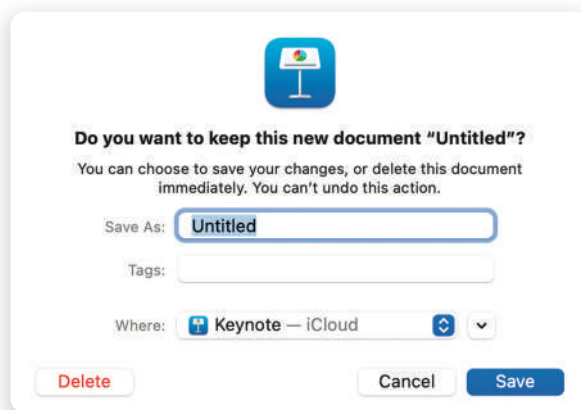 Do you want to keep this new document “Untitled”?
You can choose to save your changes, or delete this document
immediately. You can’t undo this action.
Save As: Untitled
Tags:
Where: Keynote — iCloud
Delete Cancel Save